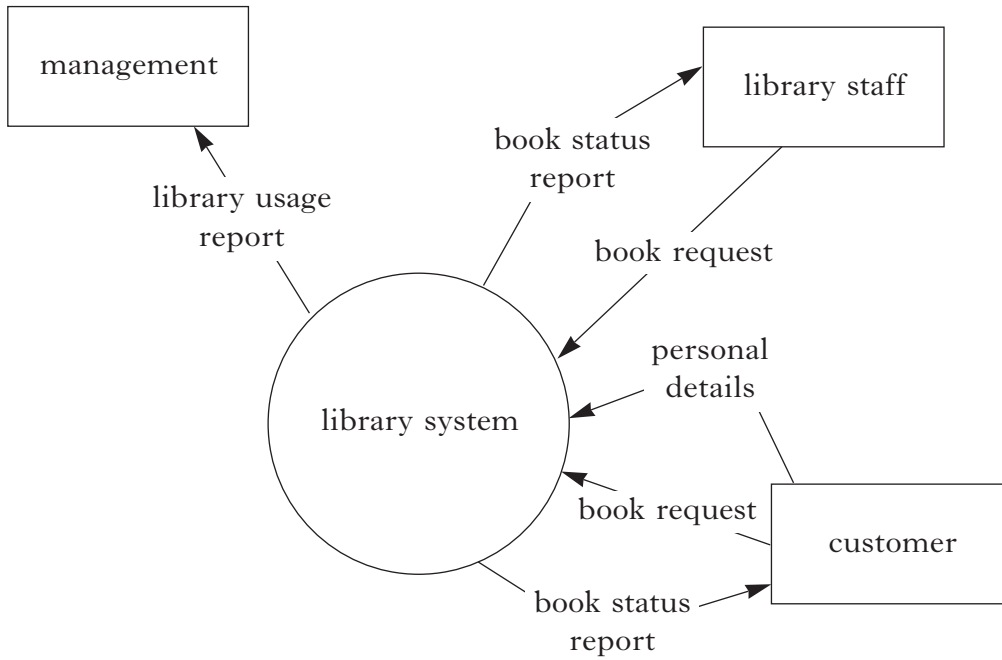 management
library staff
book status
report
library usage
report
book request
personal
details
library system
book request
customer
book status
report